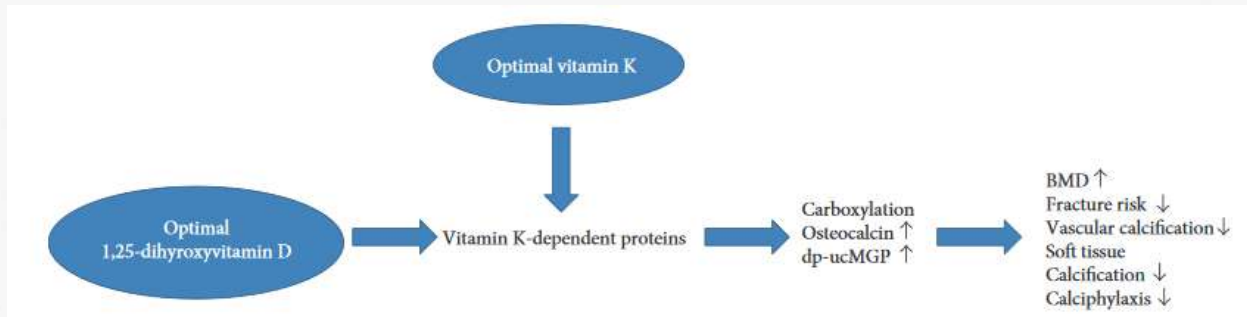 Optimal vitamin K
Optimal
1,25-dihyroxyvitamin D
Vitamin K-dependent proteins
Carboxylation
Osteocalcin ↑
dp-ucMGP ↑
BMD ↑
Fracture risk ↓
Vascular calcification ↓
Soft tissue
Calcification ↓
Calciphylaxis ↓